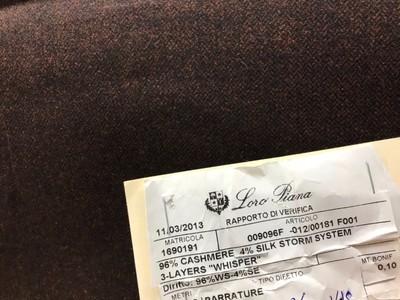 Loro Piana
RAPPORTO DI VERIFICA
11.03/2013
MATRICOLA ARTICOLO
1690191 009096F -012/00181 F001
96% CASHMERE 4% SILK STORM SYSTEM
3-LAYERS "WHISPER"
Diritto: 96%WS-4%SE MT BONIF
METRI TIPO DIFETTO 0,10
BARRATURE